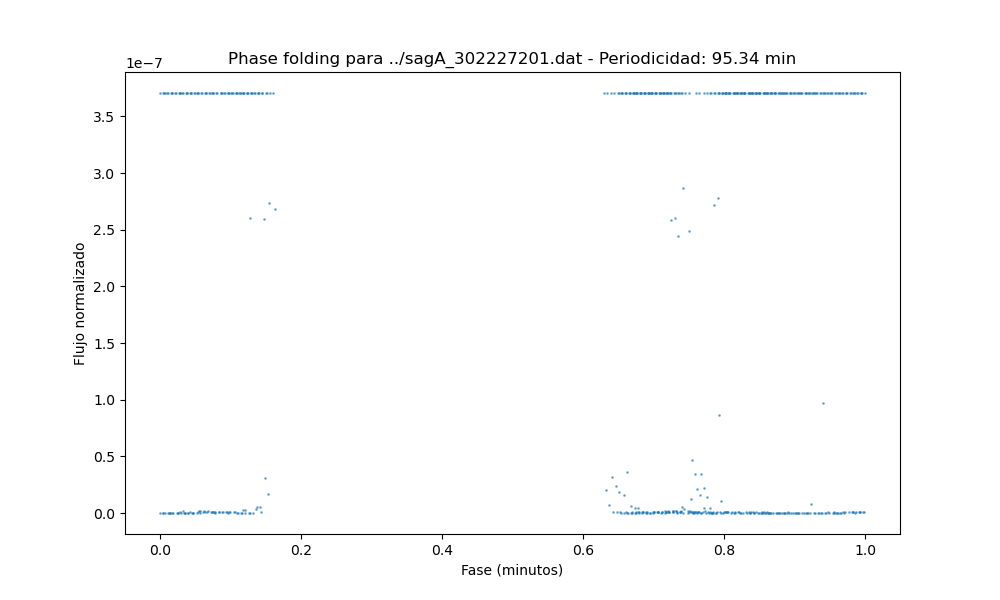 Phase folding para ../sagA_302227201.dat - Periodicidad: 95.34 min
1e−7
3.5
3.0
2.5
2.0
1.5
1.0
0.5
0.0
Flujo normalizado
0.0 0.2 0.4 0.6 0.8 1.0
Fase (minutos)